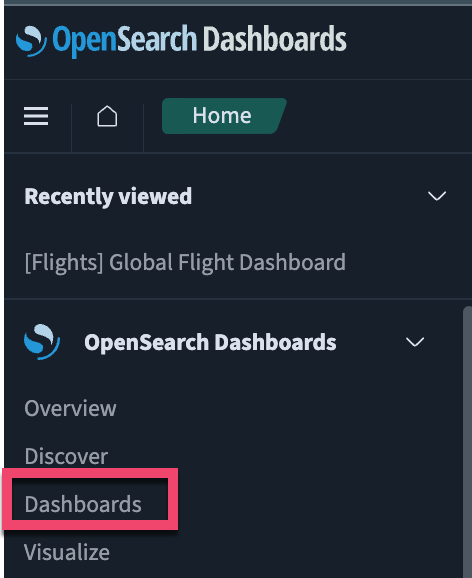 OpenSearch Dashboards
Home
Recently viewed
[Flights] Global Flight Dashboard
OpenSearch Dashboards
Overview
Discover
Dashboards
Visualize